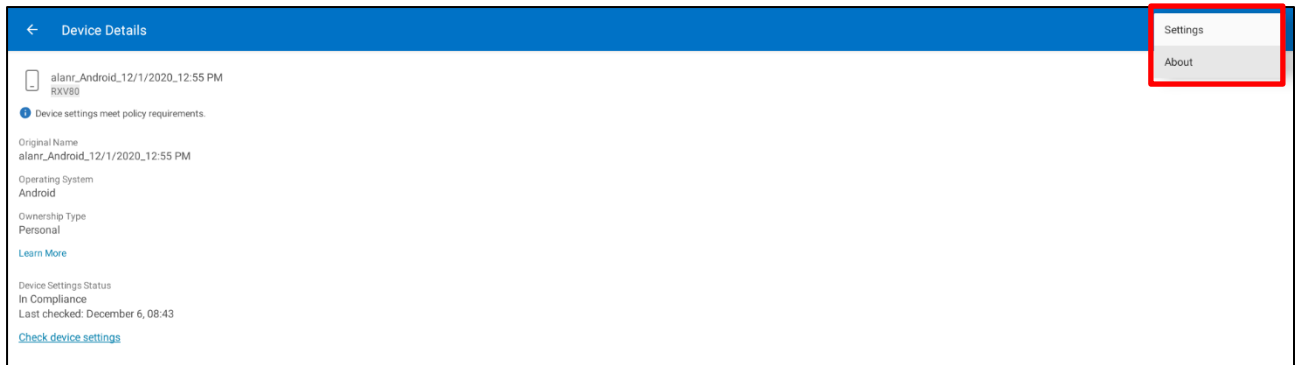 Device Details
Settings
About
alanr_Android_12/1/2020_12:55 PM
RXV80
Device settings meet policy requirements.
Original Name
alanr_Android_12/1/2020_12:55 PM
Operating System
Android
Ownership Type
Personal
Learn More
Device Settings Status
In Compliance
Last checked: December 6, 08:43
Check device settings